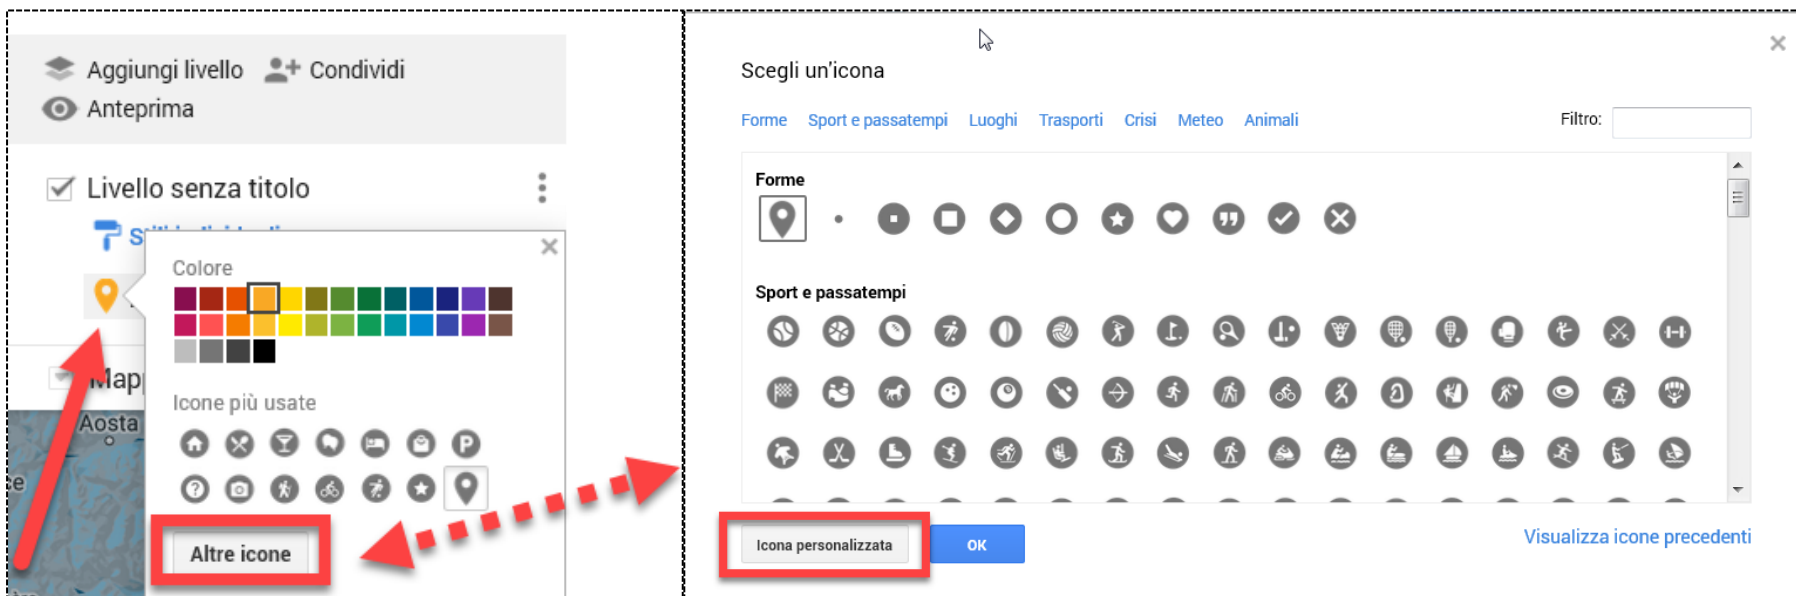 Aggiungi livello Condividi
Anteprima
Livello senza titolo
Colore
Icone più usate
Aosta
Altre icone
Scegli un'icona
Forme Sport e passatempi Luoghi Trasporti Crisi Meteo Animali
Filtro:
Forme
Sport e passatempi
Icona personalizzata OK
Visualizza icone precedenti